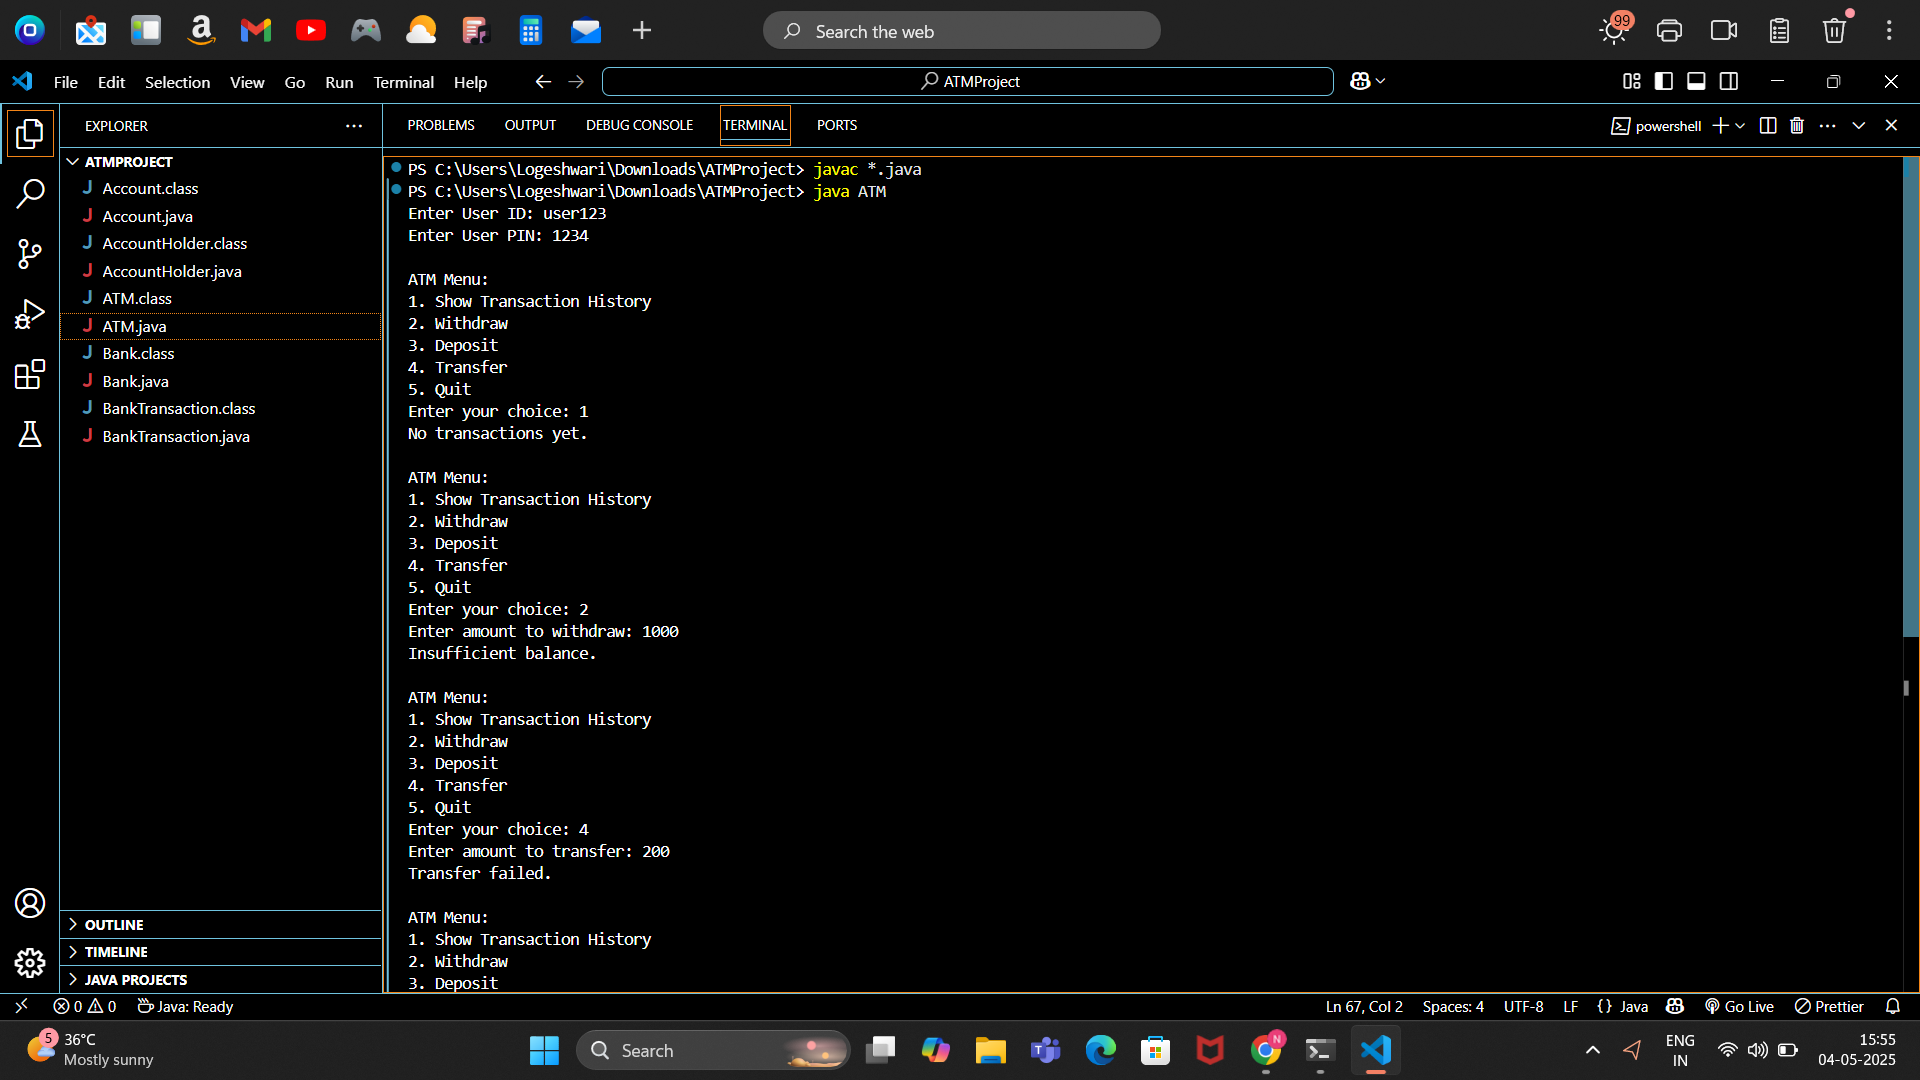 Search the web
99
File Edit Selection View Go Run Terminal Help
ATMProject
EXPLORER
ATMPROJECT
Account.class
Account.java
AccountHolder.class
AccountHolder.java
ATM.class
ATM.java
Bank.class
Bank.java
BankTransaction.class
BankTransaction.java
OUTLINE
TIMELINE
JAVA PROJECTS
PROBLEMS OUTPUT DEBUG CONSOLE TERMINAL PORTS
powershell
PS C:\Users\Logeshwari\Downloads\ATMProject> javac *.java
PS C:\Users\Logeshwari\Downloads\ATMProject> java ATM
Enter User ID: user123
Enter User PIN: 1234
ATM Menu:
1. Show Transaction History
2. Withdraw
3. Deposit
4. Transfer
5. Quit
Enter your choice: 1
No transactions yet.
ATM Menu:
1. Show Transaction History
2. Withdraw
3. Deposit
4. Transfer
5. Quit
Enter your choice: 2
Enter amount to withdraw: 1000
Insufficient balance.
ATM Menu:
1. Show Transaction History
2. Withdraw
3. Deposit
4. Transfer
5. Quit
Enter your choice: 4
Enter amount to transfer: 200
Transfer failed.
ATM Menu:
1. Show Transaction History
2. Withdraw
3. Deposit
0 0 Java: Ready
Ln 67, Col 2 Spaces: 4 UTF-8 LF {} Java Go Live Prettier
5
36°C
Mostly sunny
Search
N
ENG
IN
15:55
04-05-2025